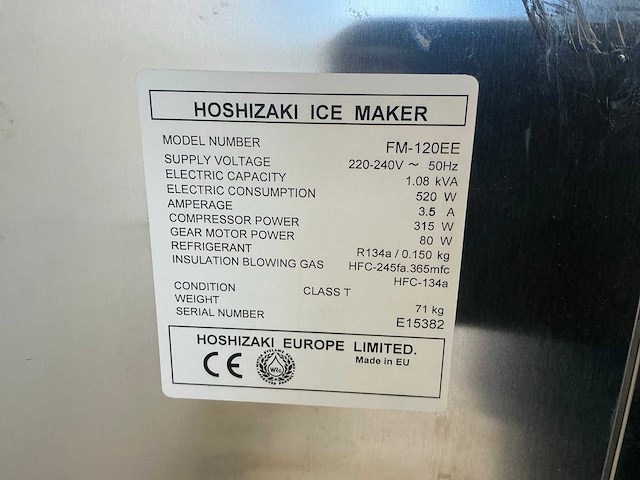 HOSHIZAKI ICE MAKER
MODEL NUMBER FM-120EE
SUPPLY VOLTAGE 220-240V ~ 50Hz
ELECTRIC CAPACITY 1.08 kVA
ELECTRIC CONSUMPTION 520 W
AMPERAGE 3.5 A
COMPRESSOR POWER 315 W
GEAR MOTOR POWER 80 W
REFRIGERANT R134a / 0.150 kg
INSULATION BLOWING GAS HFC-245fa.365mfc
HFC-134a
CONDITION CLASS T
WEIGHT 71 kg
SERIAL NUMBER E15382
HOSHIZAKI EUROPE LIMITED.
CE Made in EU